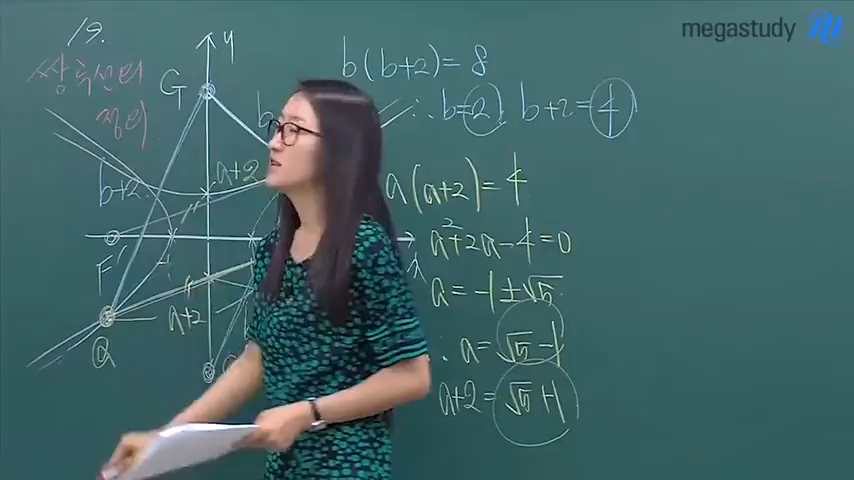 megastudy
19.
쌍곡선의
정의
y
G
b(b+2)=8
∴ b=2, b+2=4
b+2
a+2
a(a+2)=4
F'
a²+2a-4=0
x
a=-1±√5
a+2
Q
∴ a=√5-1
a+2=√5+1